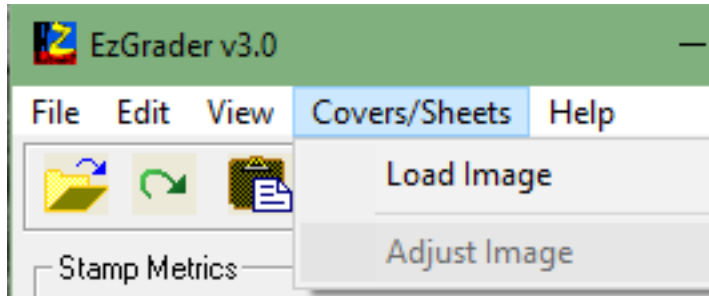 EzGrader v3.0
File Edit View Covers/Sheets Help
Load Image
Adjust Image
Stamp Metrics